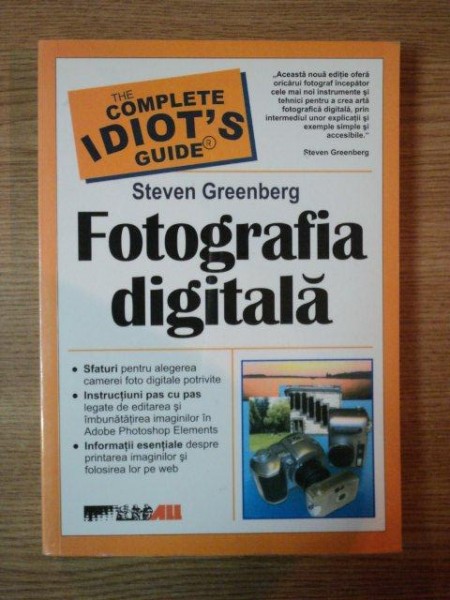 THE
COMPLETE
IDIOT'S
GUIDE®
„Această nouă ediție oferă
oricărui fotograf începător
cele mai noi instrumente și
tehnici pentru a crea artă
fotografică digitală, prin
intermediul unor explicații și
exemple simple și
accesibile.”
Steven Greenberg
Steven Greenberg
Fotografia
digitală
• Sfaturi pentru alegerea
camerei foto digitale potrivite
• Instrucțiuni pas cu pas
legate de editarea și
îmbunătățirea imaginilor în
Adobe Photoshop Elements
• Informații esențiale despre
printarea imaginilor și
folosirea lor pe web
ALL